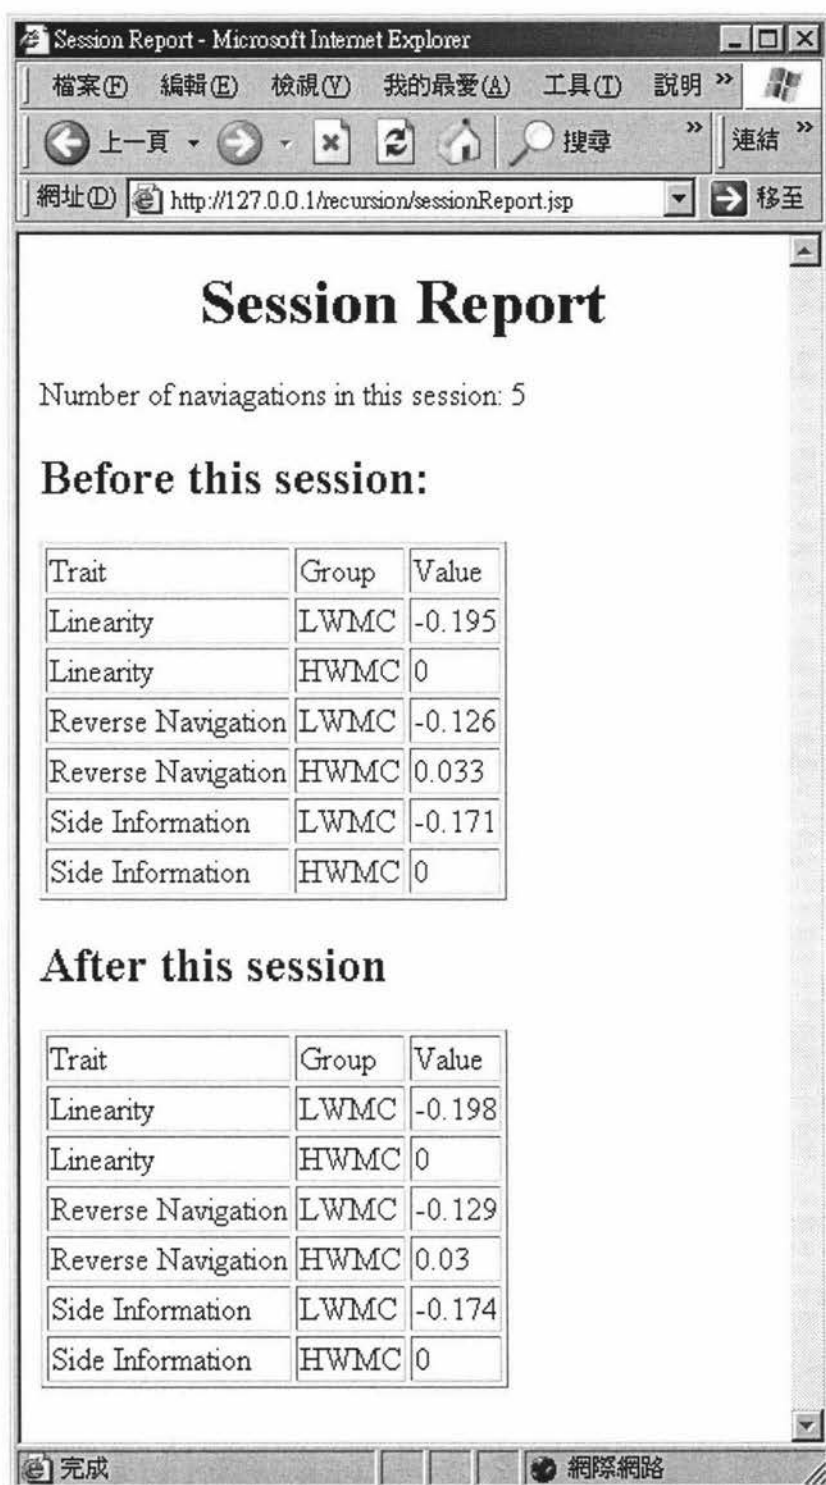 Session Report - Microsoft Internet Explorer
檔案(F) 編輯(E) 檢視(V) 我的最愛(A) 工具(T) 說明 »
上一頁 搜尋 » 連結 »
網址(D) http://127.0.0.1/recursion/sessionReport.jsp 移至
Session Report
Number of naviagations in this session: 5
Before this session:
Trait Group Value
Linearity LWMC -0.195
Linearity HWMC 0
Reverse Navigation LWMC -0.126
Reverse Navigation HWMC 0.033
Side Information LWMC -0.171
Side Information HWMC 0
After this session
Trait Group Value
Linearity LWMC -0.198
Linearity HWMC 0
Reverse Navigation LWMC -0.129
Reverse Navigation HWMC 0.03
Side Information LWMC -0.174
Side Information HWMC 0
完成 網際網路